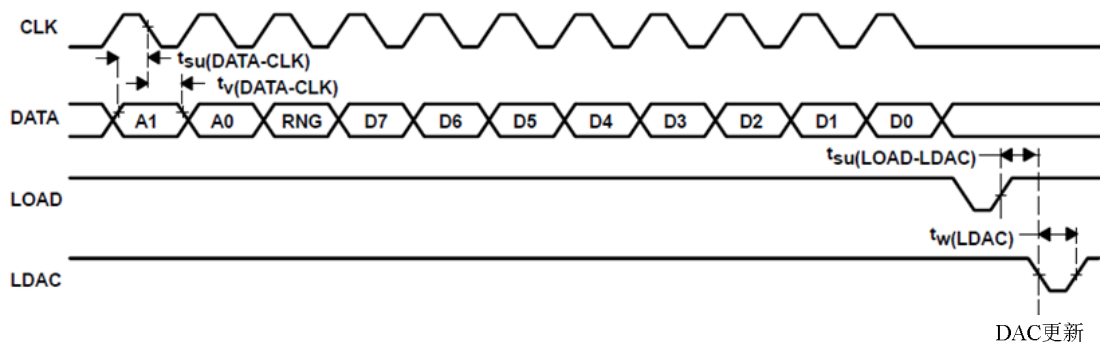 CLK
tsu(DATA-CLK)
tv(DATA-CLK)
DATA A1 A0 RNG D7 D6 D5 D4 D3 D2 D1 D0
tsu(LOAD-LDAC)
LOAD
tw(LDAC)
LDAC
DAC更新